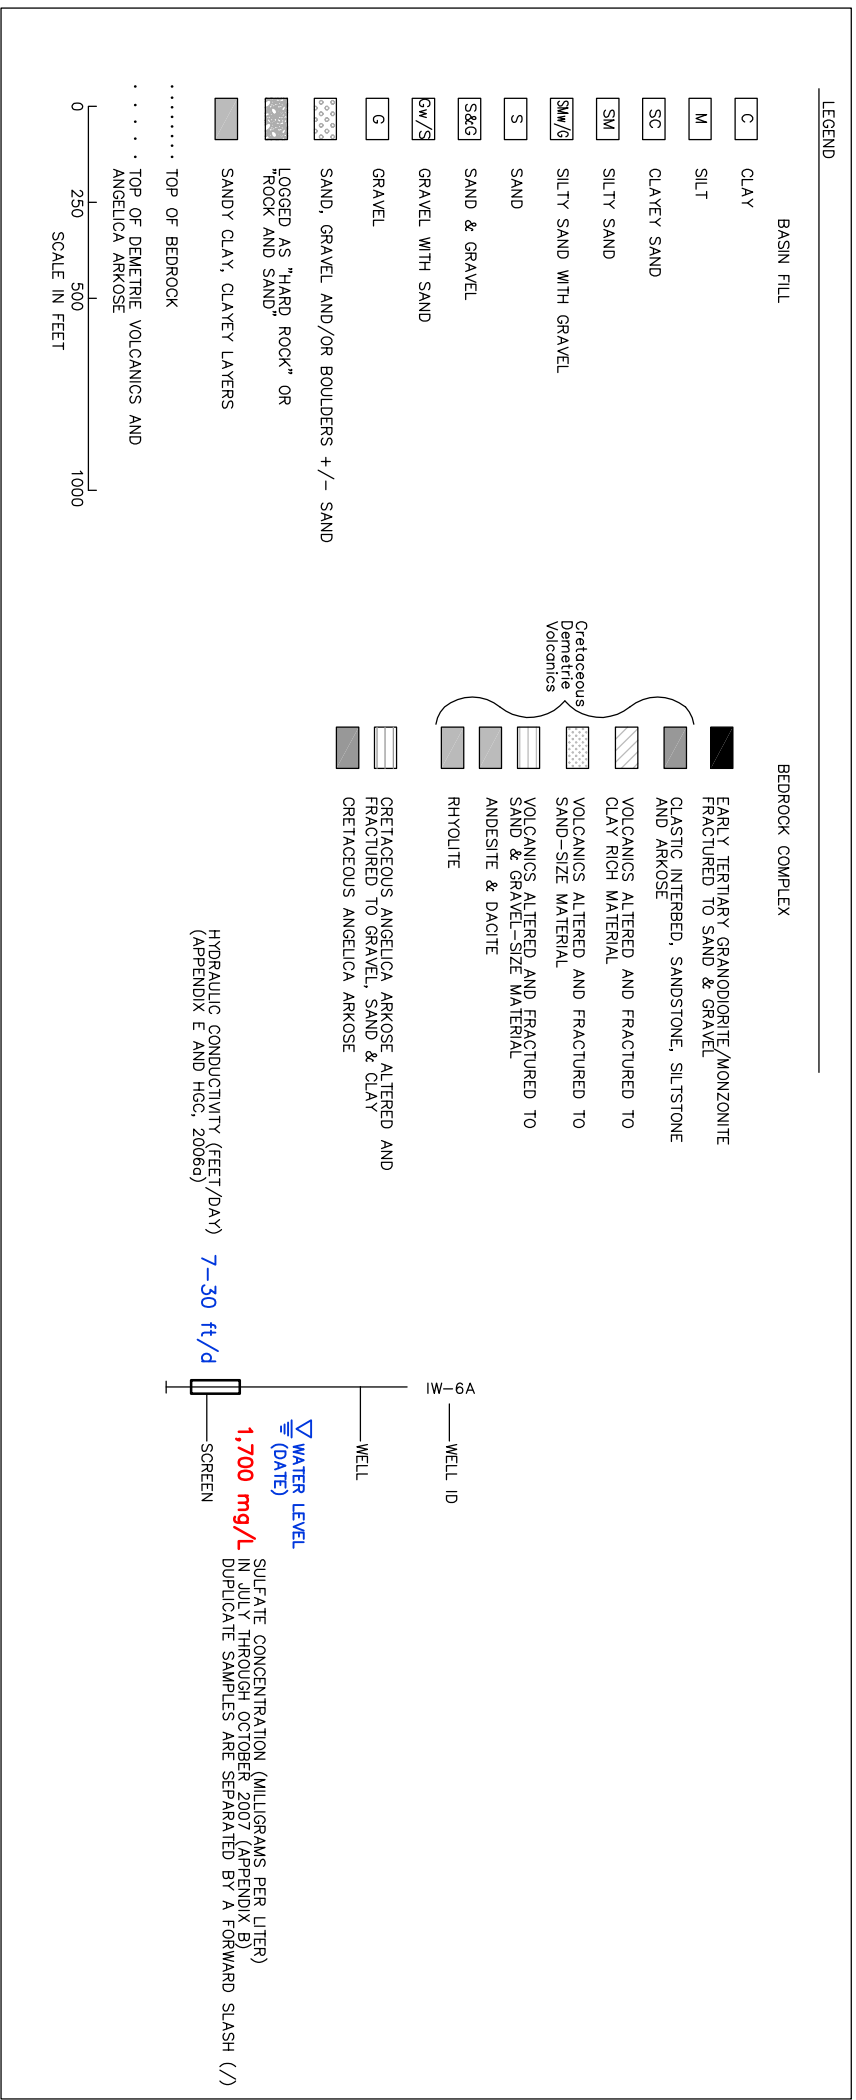 LEGEND
BASIN FILL
C CLAY
M SILT
SC CLAYEY SAND
SM SILTY SAND
SMw/G SILTY SAND WITH GRAVEL
S SAND
S&G SAND & GRAVEL
Gw/S GRAVEL WITH SAND
G GRAVEL
SAND, GRAVEL AND/OR BOULDERS +/- SAND
LOGGED AS "HARD ROCK" OR
"ROCK AND SAND"
SANDY CLAY, CLAYEY LAYERS
TOP OF BEDROCK
TOP OF DEMETRIE VOLCANICS AND
ANGELICA ARKOSE
0 250 500 1000
SCALE IN FEET
BEDROCK COMPLEX
EARLY TERTIARY GRANODIORITE/MONZONITE
FRACTURED TO SAND & GRAVEL
Cretaceous
Demetrie
Volcanics
CLASTIC INTERBED, SANDSTONE, SILTSTONE
AND ARKOSE
VOLCANICS ALTERED AND FRACTURED TO
CLAY RICH MATERIAL
VOLCANICS ALTERED AND FRACTURED TO
SAND-SIZE MATERIAL
VOLCANICS ALTERED AND FRACTURED TO
SAND & GRAVEL-SIZE MATERIAL
ANDESITE & DACITE
RHYOLITE
CRETACEOUS ANGELICA ARKOSE ALTERED AND
FRACTURED TO GRAVEL, SAND & CLAY
CRETACEOUS ANGELICA ARKOSE
IW-6A
WELL ID
WELL
WATER LEVEL
(DATE)
1,700 mg/L
SULFATE CONCENTRATION (MILLIGRAMS PER LITER)
IN JULY THROUGH OCTOBER 2007 (APPENDIX B)
DUPLICATE SAMPLES ARE SEPARATED BY A FORWARD SLASH (/)
SCREEN
HYDRAULIC CONDUCTIVITY (FEET/DAY)
(APPENDIX E AND HGC, 2006a)
7-30 ft/d